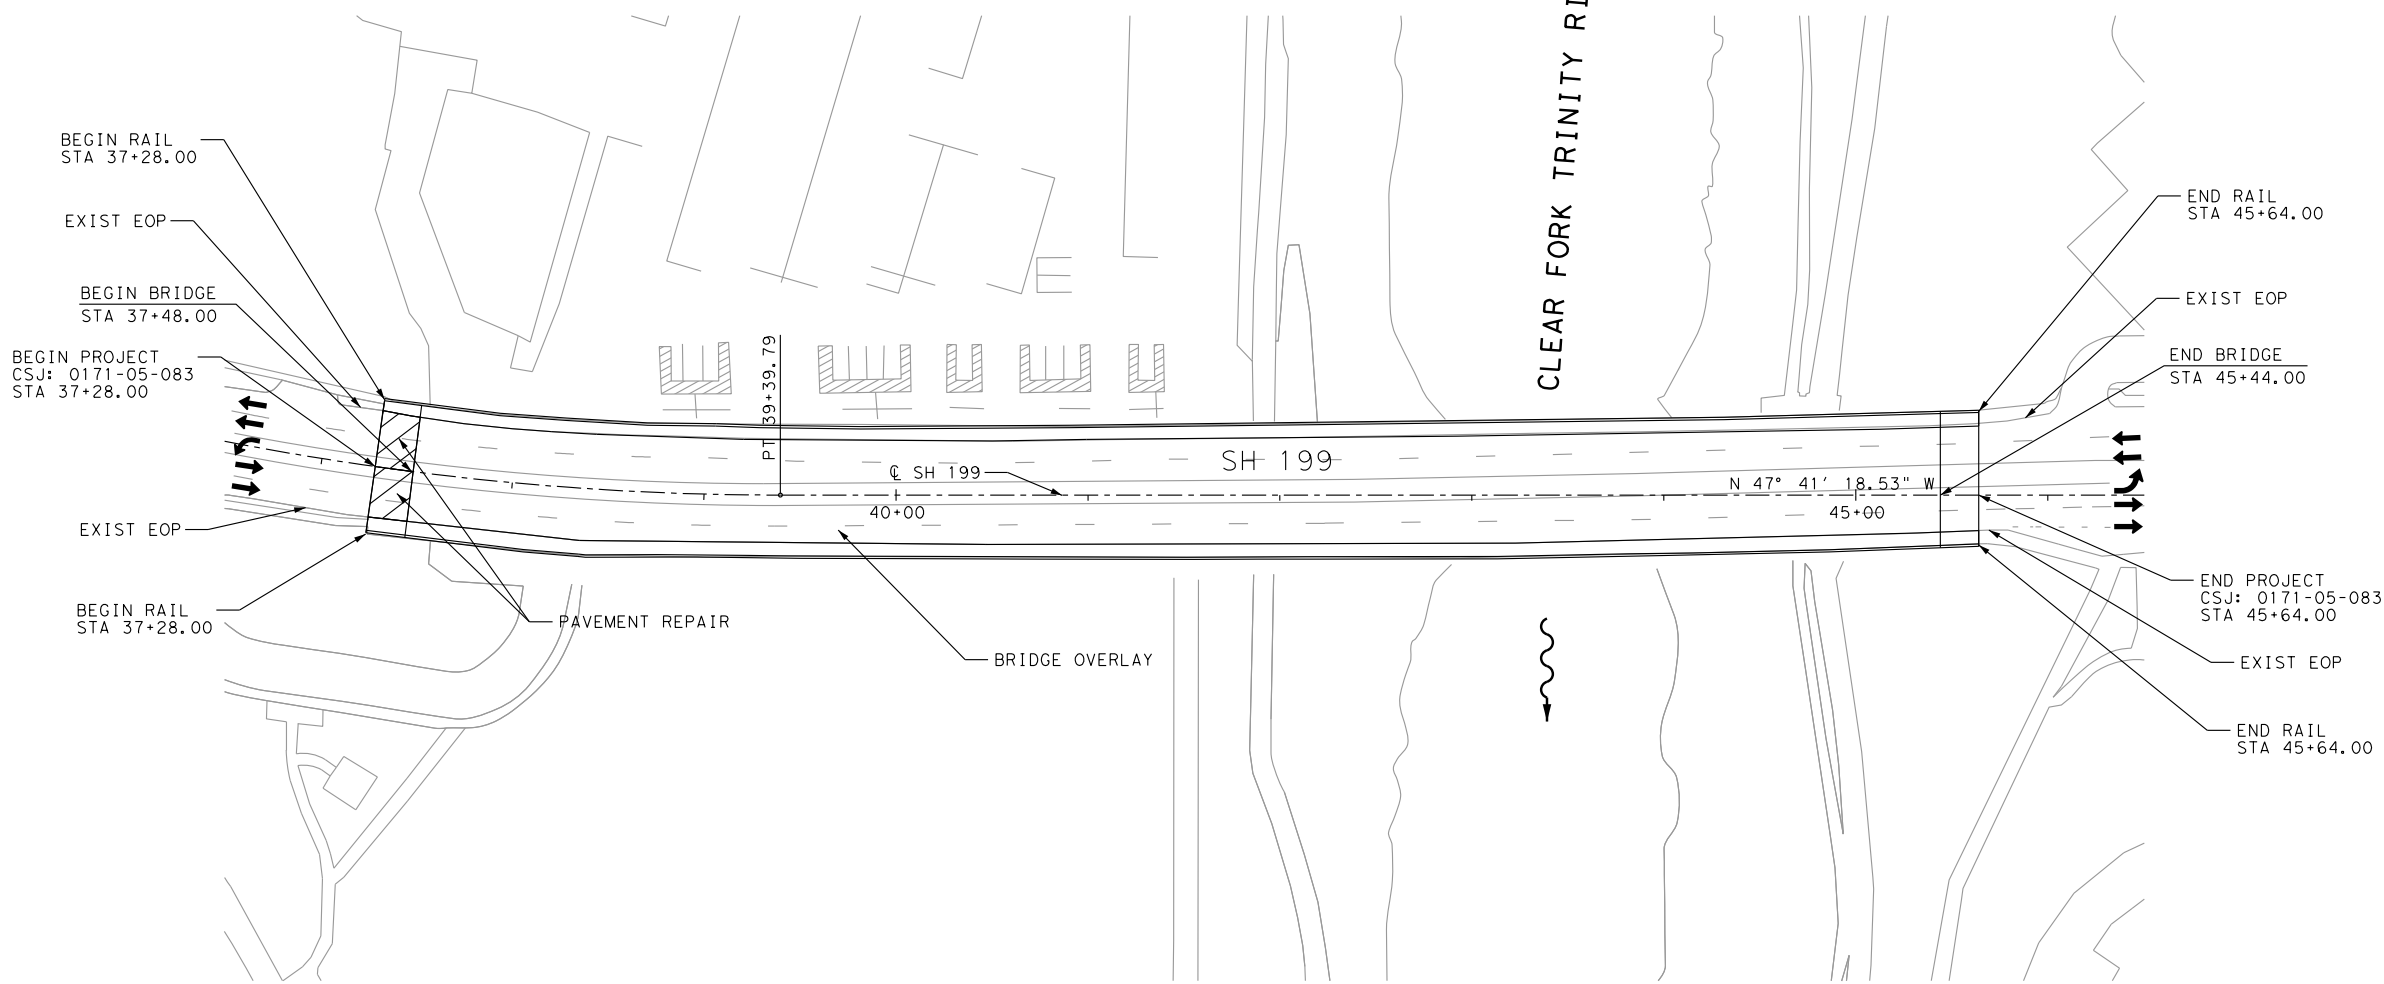 CLEAR FORK TRINITY
BEGIN RAIL
STA 37+28.00
EXIST EOP
BEGIN BRIDGE
STA 37+48.00
BEGIN PROJECT
CSJ: 0171-05-083
STA 37+28.00
EXIST EOP
BEGIN RAIL
STA 37+28.00
PAVEMENT REPAIR
PT 39+39.79
℄ SH 199
40+00
SH 199
BRIDGE OVERLAY
N 47° 41' 18.53" W
45+00
END RAIL
STA 45+64.00
EXIST EOP
END BRIDGE
STA 45+44.00
END PROJECT
CSJ: 0171-05-083
STA 45+64.00
EXIST EOP
END RAIL
STA 45+64.00